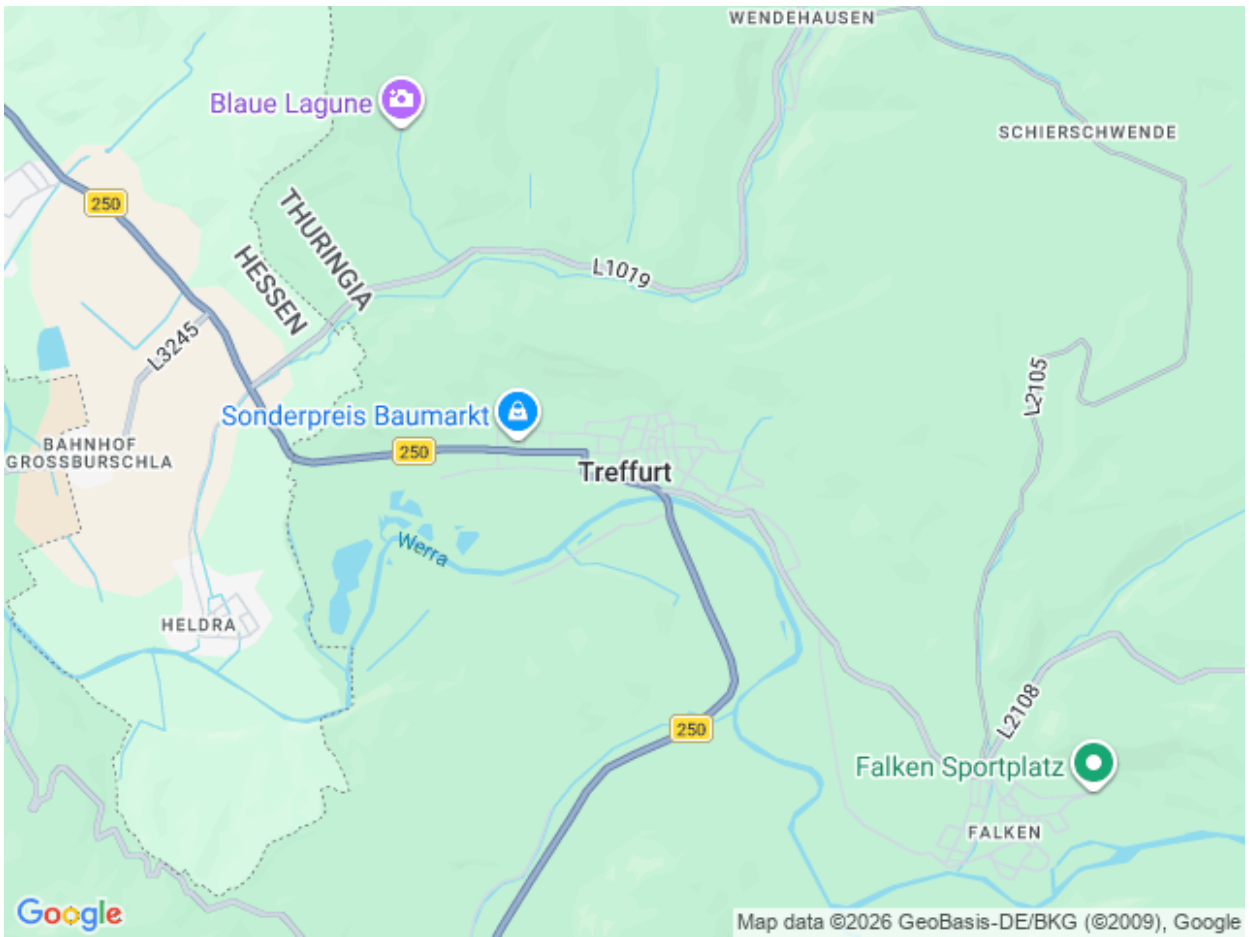 WENDEHAUSEN
Blaue Lagune
SCHIERSCHWENDE
250
THURINGIA
HESSEN
L1019
L3245
L2105
Sonderpreis Baumarkt
BAHNHOF
GROSSBURSCHLA
250
Treffurt
Werra
HELDRA
L2108
250
Falken Sportplatz
FALKEN
Google
Map data ©2026 GeoBasis-DE/BKG (©2009), Google